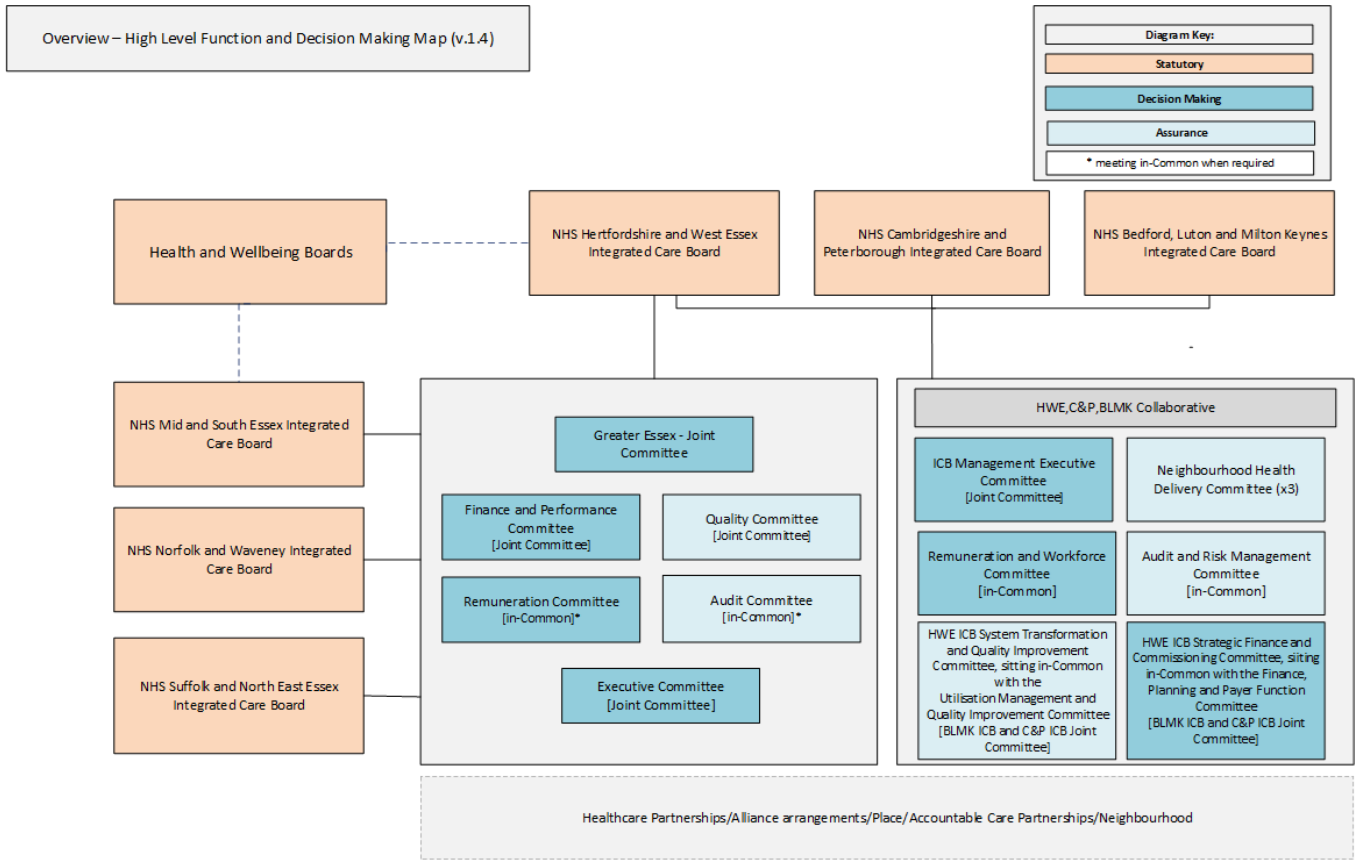 Overview – High Level Function and Decision Making Map (v.1.4)
Diagram Key:
Statutory
Decision Making
Assurance
* meeting in-Common when required
Health and Wellbeing Boards
NHS Hertfordshire and West Essex
Integrated Care Board
NHS Cambridgeshire and
Peterborough Integrated Care Board
NHS Bedford, Luton and Milton Keynes
Integrated Care Board
-
NHS Mid and South Essex Integrated
Care Board
NHS Norfolk and Waveney Integrated
Care Board
NHS Suffolk and North East Essex
Integrated Care Board
Greater Essex - Joint
Committee
Finance and Performance
Committee
[Joint Committee]
Quality Committee
[Joint Committee]
Remuneration Committee
[in-Common]*
Audit Committee
[in-Common]*
Executive Committee
[Joint Committee]
HWE,C&P,BLMK Collaborative
ICB Management Executive
Committee
[Joint Committee]
Neighbourhood Health
Delivery Committee (x3)
Remuneration and Workforce
Committee
[in-Common]
Audit and Risk Management
Committee
[in-Common]
HWE ICB System Transformation
and Quality Improvement
Committee, sitting in-Common
with the
Utilisation Management and
Quality Improvement Committee
[BLMK ICB and C&P ICB Joint
Committee]
HWE ICB Strategic Finance and
Commissioning Committee, siiting
in-Common with the Finance,
Planning and Payer Function
Committee
[BLMK ICB and C&P ICB Joint
Committee]
Healthcare Partnerships/Alliance arrangements/Place/Accountable Care Partnerships/Neighbourhood